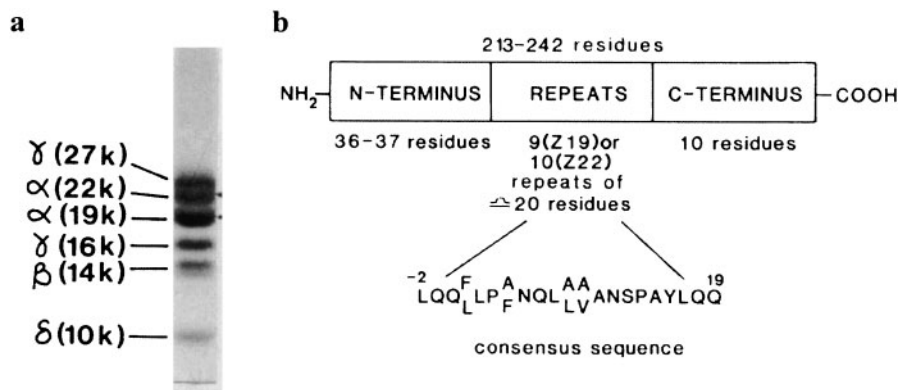 a
γ(27k)
α(22k)
α(19k)
γ(16k)
β(14k)
δ(10k)
b
213-242 residues
NH2 N-TERMINUS REPEATS C-TERMINUS COOH
36-37 residues 9(Z19)or 10 residues
10(Z22)
repeats of
≏20 residues
-2 F A AA 19
LQQ LP NQL ANSPAYLQQ
L F LV
consensus sequence